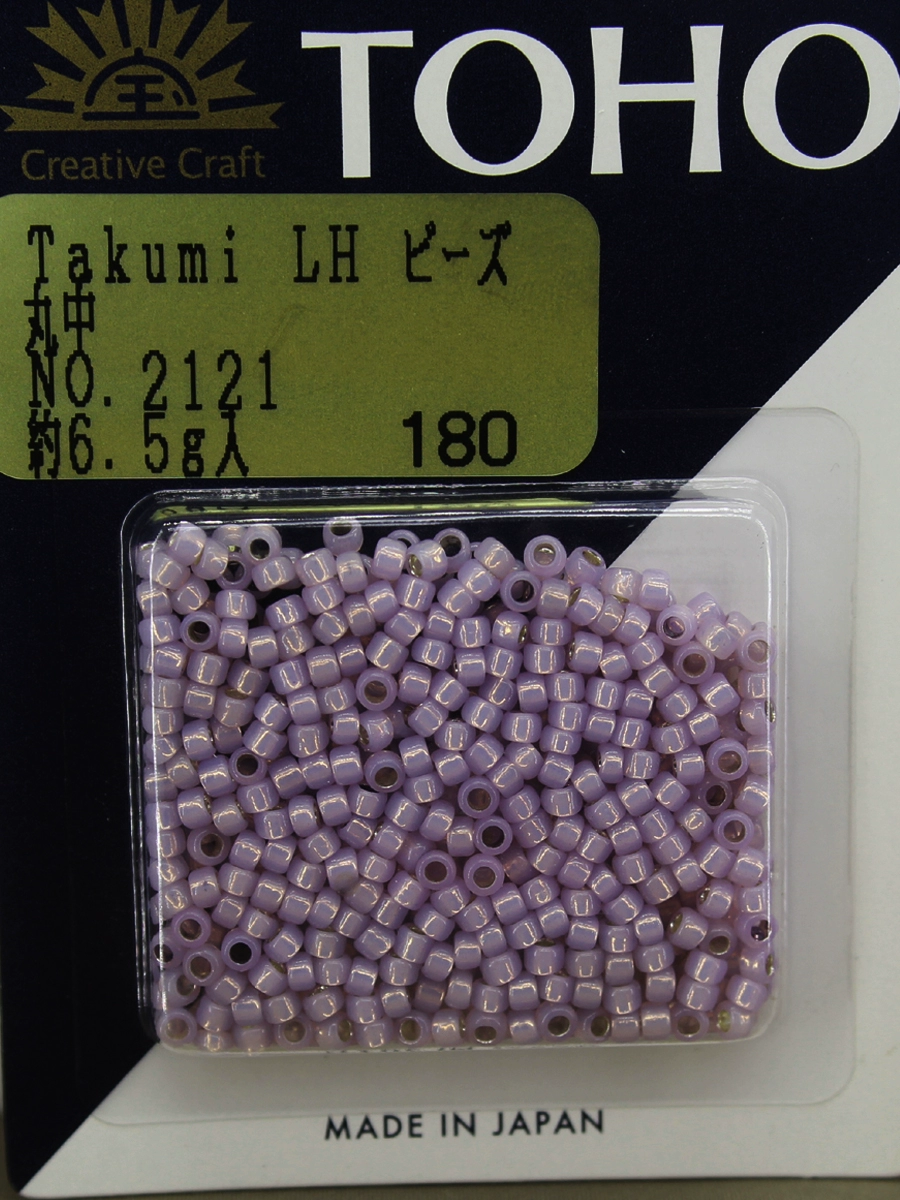 玉
Creative Craft
TOHO
Takumi LH ビーズ
丸中
NO. 2121
約6.5g入 180
MADE IN JAPAN